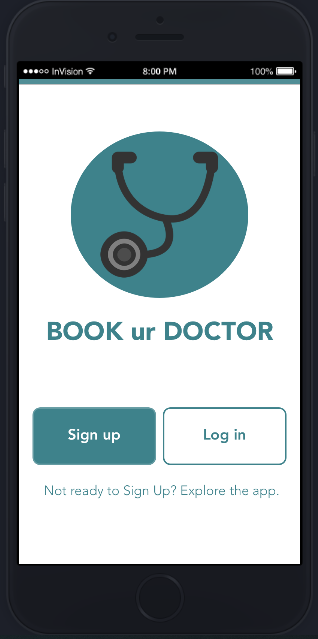 InVision 8:00 PM 100%
BOOK ur DOCTOR
Sign up Log in
Not ready to Sign Up? Explore the app.